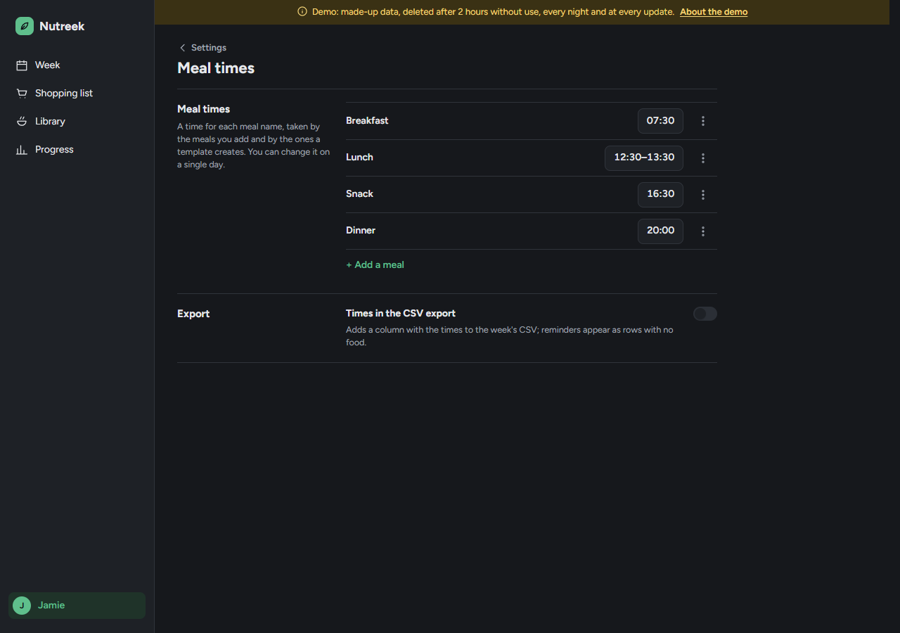 Nutreek
Week
Shopping list
Library
Progress
J
Jamie
Demo: made-up data, deleted after 2 hours without use, every night and at every update. About the demo
Settings
Meal times
Meal times
A time for each meal name, taken by
the meals you add and by the ones a
template creates. You can change it on
a single day.
Breakfast 07:30
Lunch 12:30–13:30
Snack 16:30
Dinner 20:00
+ Add a meal
Export
Times in the CSV export
Adds a column with the times to the week's CSV; reminders appear as rows with no
food.